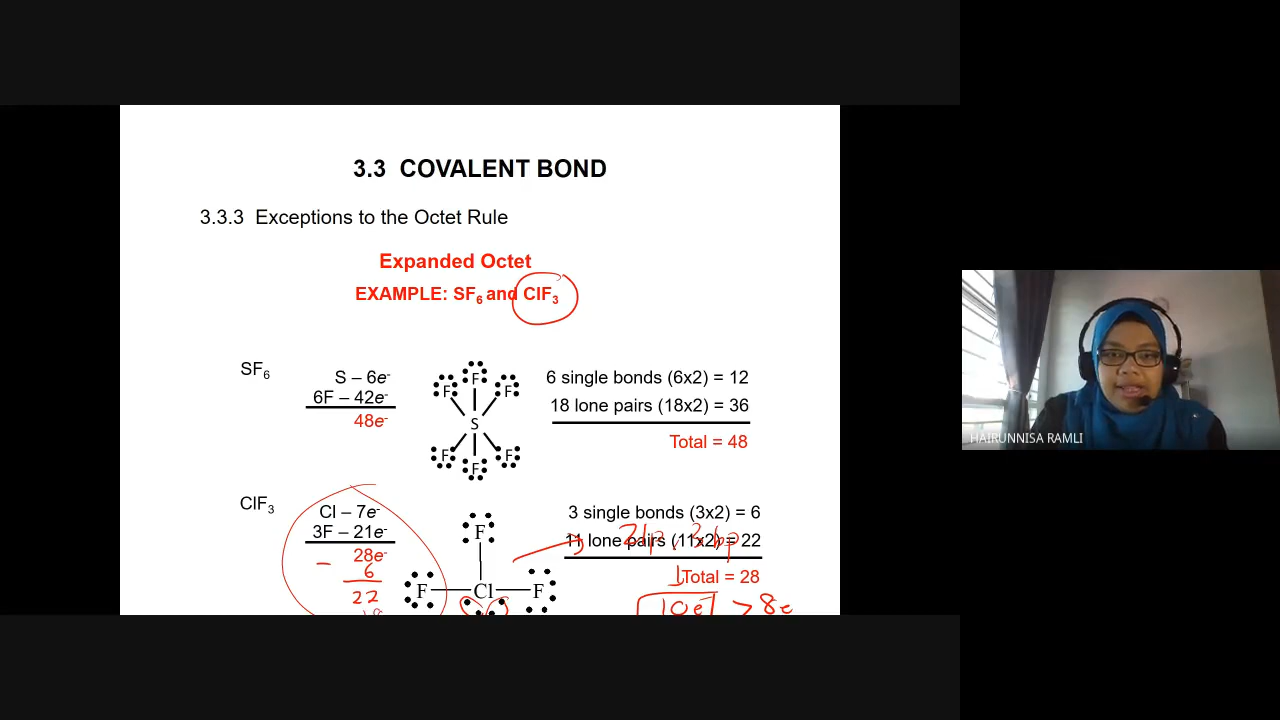 3.3 COVALENT BOND
3.3.3 Exceptions to the Octet Rule
Expanded Octet
EXAMPLE: SF₆ and ClF₃
SF₆
S – 6e⁻
6F – 42e⁻
48e⁻
F
F F
S
F F
F
6 single bonds (6x2) = 12
18 lone pairs (18x2) = 36
Total = 48
ClF₃
Cl – 7e⁻
3F – 21e⁻
28e⁻
– 6
22
F
F Cl F
3 single bonds (3x2) = 6
11 lone pairs (11x2) = 22
2lp, 3bp
Total = 28
10e⁻ > 8e
HAIRUNNISA RAMLI